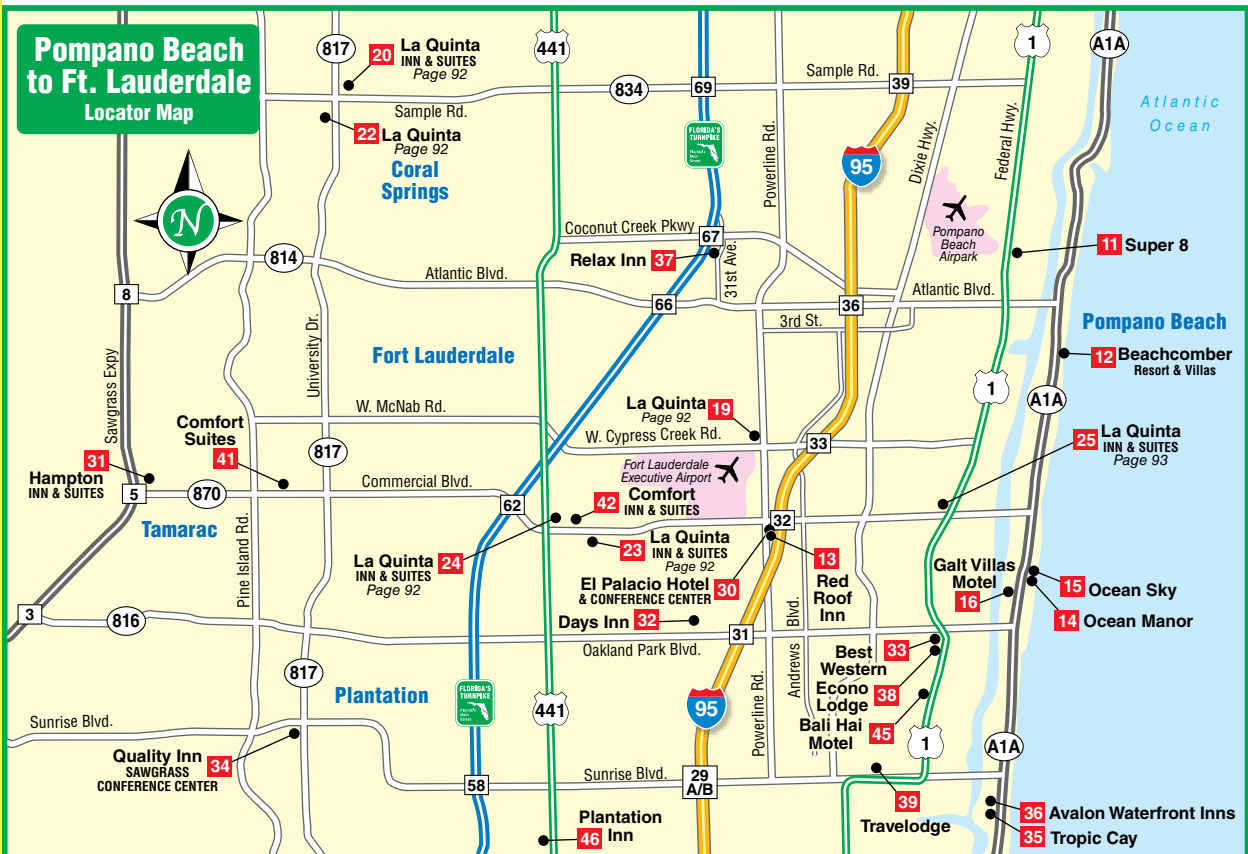 Pompano Beach
to Ft. Lauderdale
Locator Map
817
20
La Quinta
INN & SUITES
Page 92
441
1
A1A
Sample Rd.
834
69
39
Sample Rd.
Atlantic
Ocean
22
La Quinta
Page 92
Coral
Springs
FLORIDA'S
TURNPIKE
95
Powerline Rd.
Dixie Hwy.
Federal Hwy.
N
Pompano
Beach
Airpark
Coconut Creek Pkwy
67
11 Super 8
814
Relax Inn 37
31st Ave.
Atlantic Blvd.
8
66
36
Atlantic Blvd.
3rd St.
Pompano Beach
University Dr.
Sawgrass Expy
Fort Lauderdale
12 Beachcomber
Resort & Villas
1
A1A
W. McNab Rd.
La Quinta
Page 92
19
Comfort
Suites
41
W. Cypress Creek Rd.
33
25
La Quinta
INN & SUITES
Page 93
817
31
Hampton
INN & SUITES
Fort Lauderdale
Executive Airport
5
870
Commercial Blvd.
62
42 Comfort
INN & SUITES
32
Tamarac
Pine Island Rd.
La Quinta
INN & SUITES
Page 92
24
23
La Quinta
INN & SUITES
Page 92
13
Red
Roof
Inn
El Palacio Hotel
& CONFERENCE CENTER
30
Galt Villas
Motel
16
15 Ocean Sky
14 Ocean Manor
3
816
Days Inn 32
31
Oakland Park Blvd.
Andrews Blvd.
Best
Western
33
Econo
Lodge
38
Bali Hai
Motel
45
817
Plantation
FLORIDA'S
TURNPIKE
441
95
Powerline Rd.
1
A1A
Sunrise Blvd.
Quality Inn
SAWGRASS
CONFERENCE CENTER
34
58
Sunrise Blvd.
29
A/B
39
Travelodge
36 Avalon Waterfront Inns
35 Tropic Cay
Plantation
Inn
46